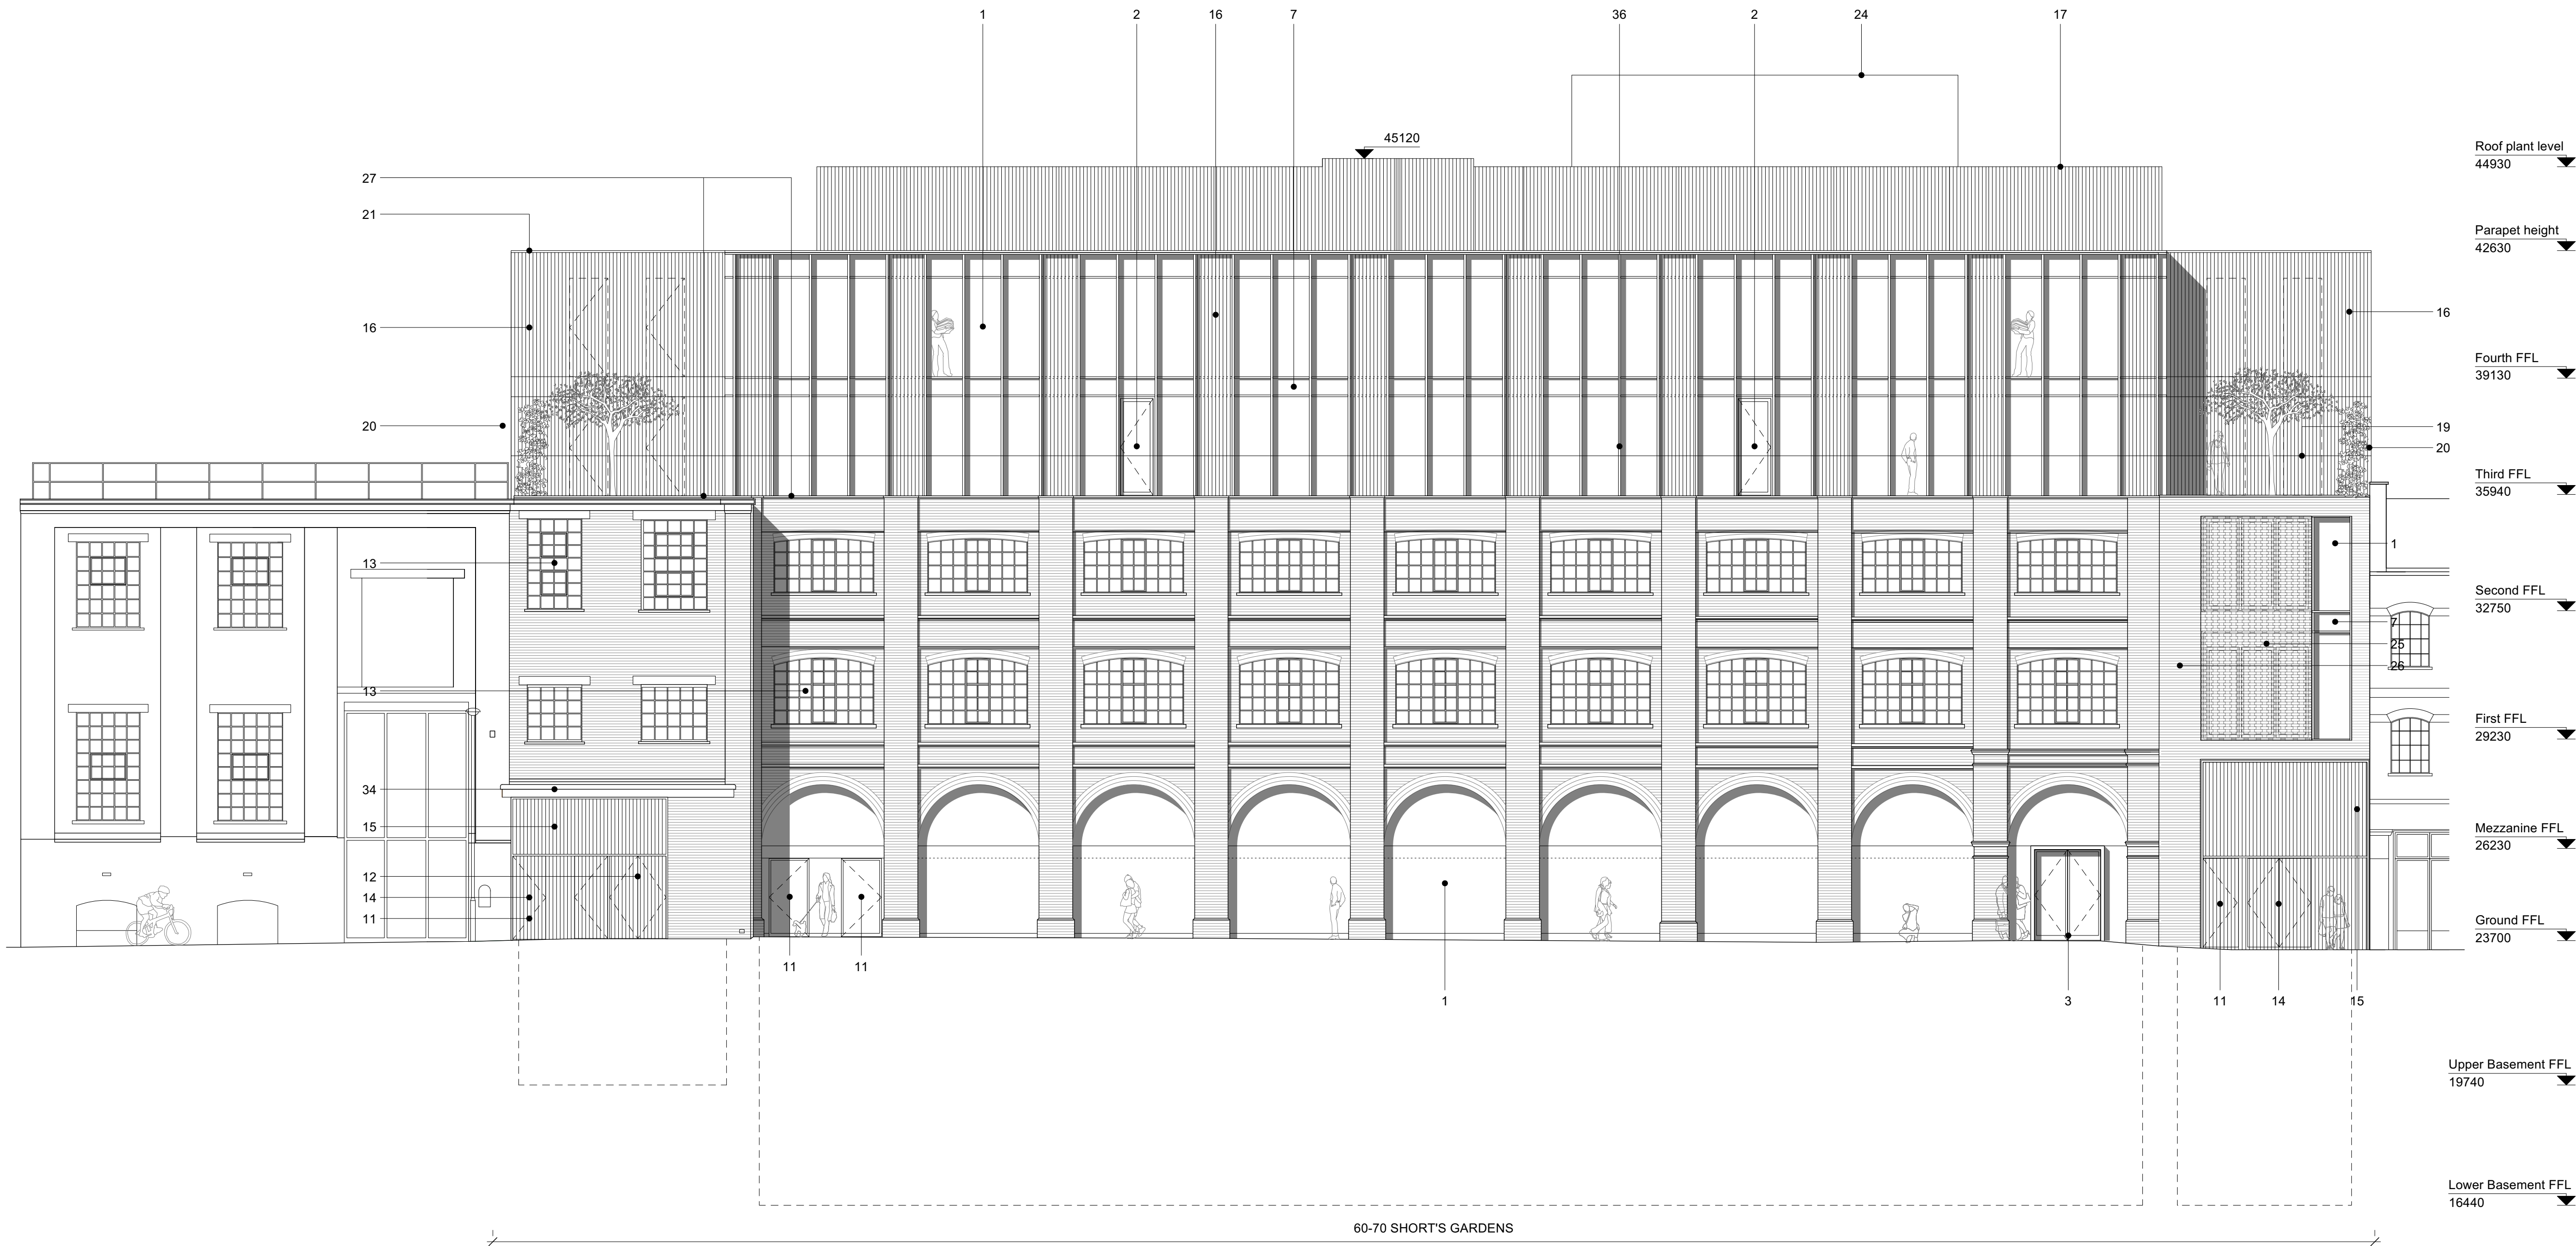 1 2 16 7 36 2 24 17
45120
Roof plant level
44930
27
21
Parapet height
42630
16
16
Fourth FFL
39130
20
19
20
Third FFL
35940
13
1
Second FFL
32750
7
25
26
13
First FFL
29230
34
15
Mezzanine FFL
26230
12
14
11
Ground FFL
23700
11 11
1 3 11 14 15
Upper Basement FFL
19740
Lower Basement FFL
16440
60-70 SHORT'S GARDENS